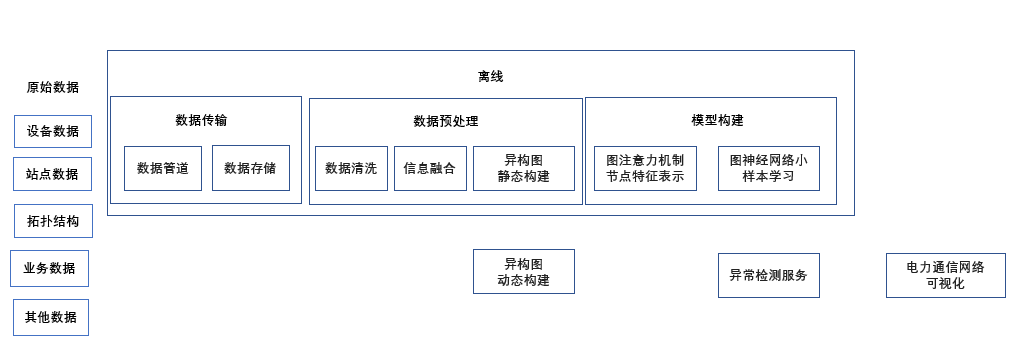 原始数据
设备数据
站点数据
拓扑结构
业务数据
其他数据
离线
数据传输
数据管道
数据存储
数据预处理
数据清洗
信息融合
异构图
静态构建
模型构建
图注意力机制
节点特征表示
图神经网络小
样本学习
异构图
动态构建
异常检测服务
电力通信网络
可视化